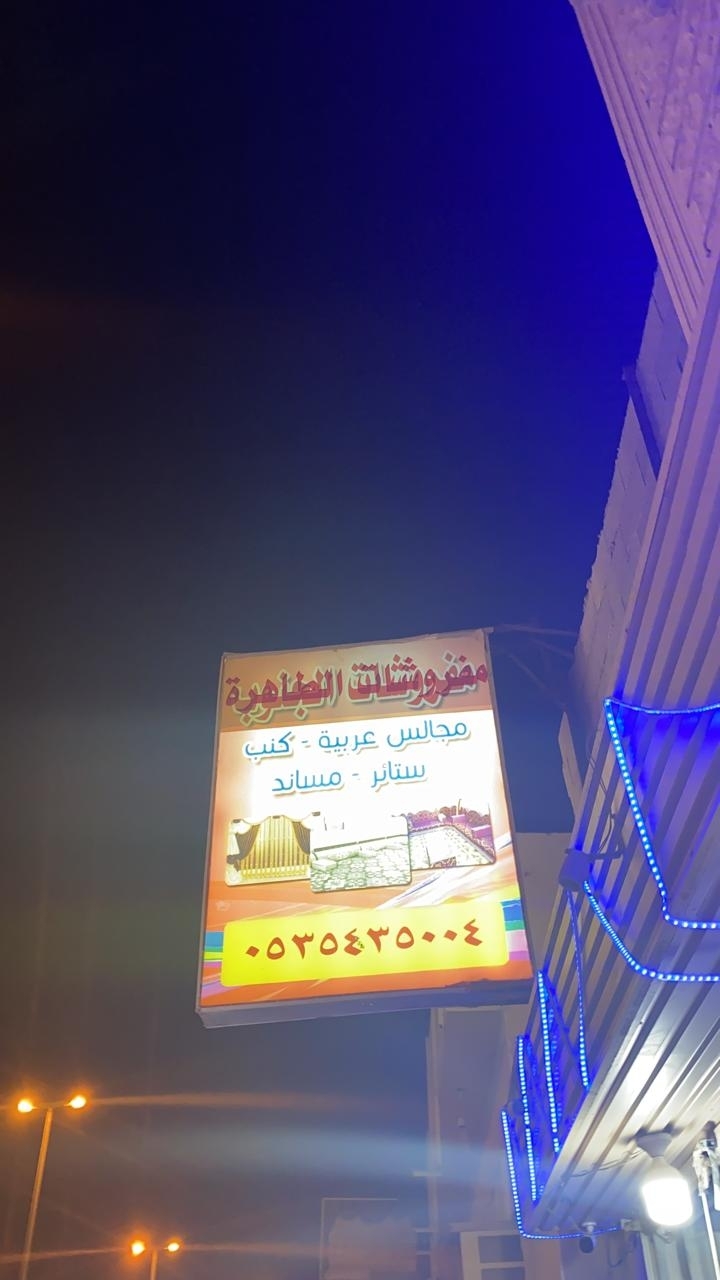 مفروشات الطاهرة
مجالس عربية - كنب
ستائر - مساند
٠٥٣٥٤٣٥٠٠٤